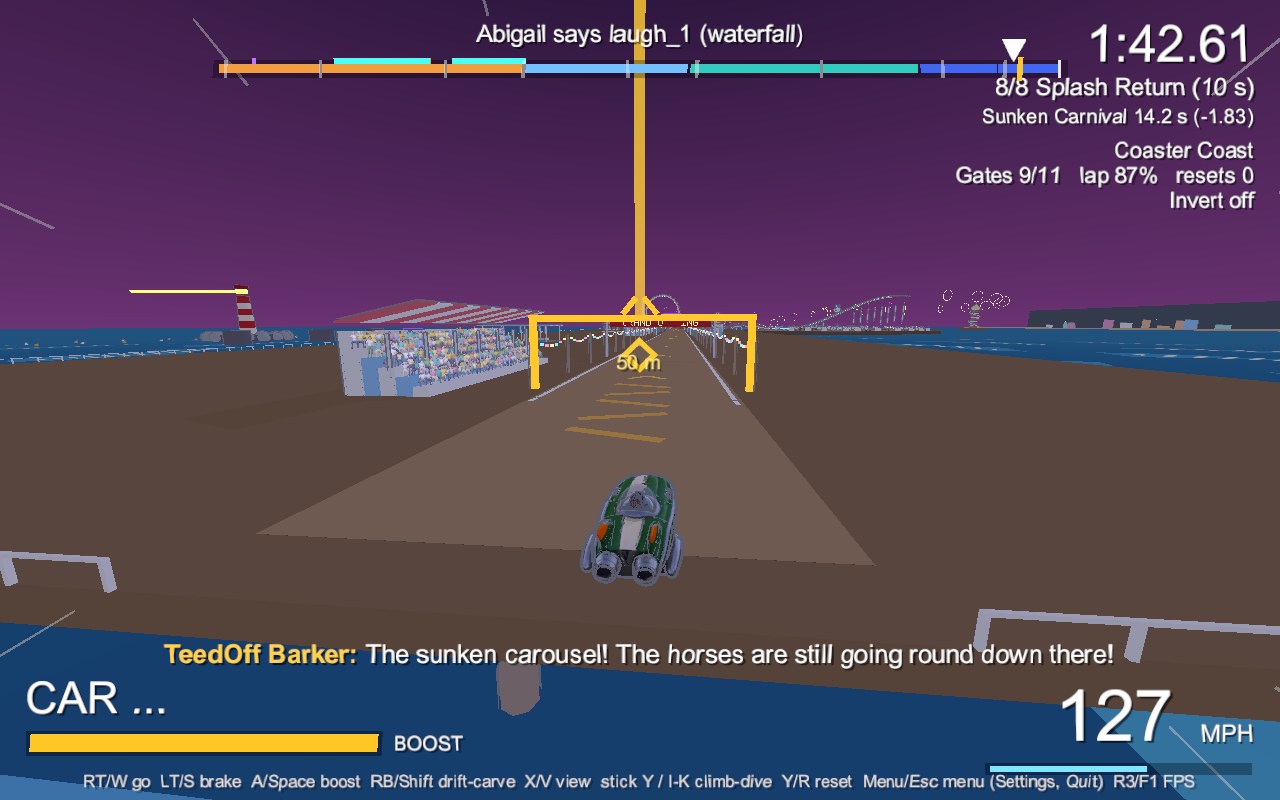 Abigail says laugh_1 (waterfall)
1:42.61
8/8 Splash Return (10 s)
Sunken Carnival 14.2 s (-1.83)
Coaster Coast
Gates 9/11 lap 87% resets 0
Invert off
50 m
TeedOff Barker: The sunken carousel! The horses are still going round down there!
CAR ...
BOOST
127 MPH
RT/W go LT/S brake A/Space boost RB/Shift drift-carve X/V view stick Y / I-K climb-dive Y/R reset Menu/Esc menu (Settings, Quit) R3/F1 FPS